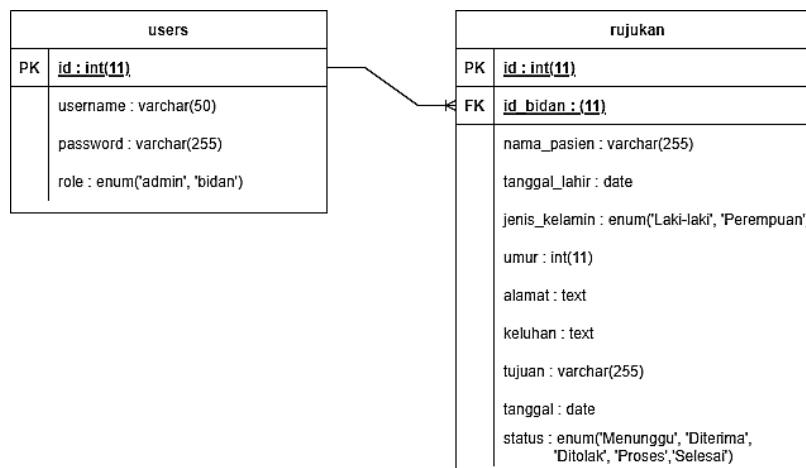 users
PK id : int(11)
username : varchar(50)
password : varchar(255)
role : enum('admin', 'bidan')
rujukan
PK id : int(11)
FK id_bidan : (11)
nama_pasien : varchar(255)
tanggal_lahir : date
jenis_kelamin : enum('Laki-laki', 'Perempuan')
umur : int(11)
alamat : text
keluhan : text
tujuan : varchar(255)
tanggal : date
status : enum('Menunggu', 'Diterima',
'Ditolak', 'Proses','Selesai')